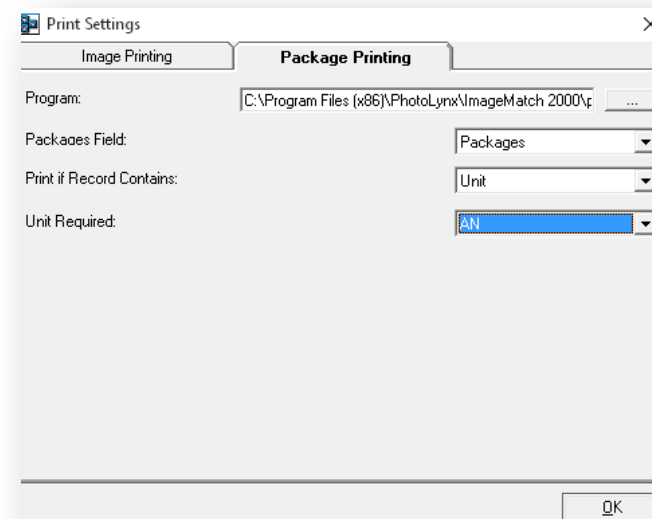 Print Settings
Image Printing
Package Printing
Program:
C:\Program Files (x86)\PhotoLynx\ImageMatch 2000\p
...
Packages Field:
Packages
Print if Record Contains:
Unit
Unit Required:
AN
OK